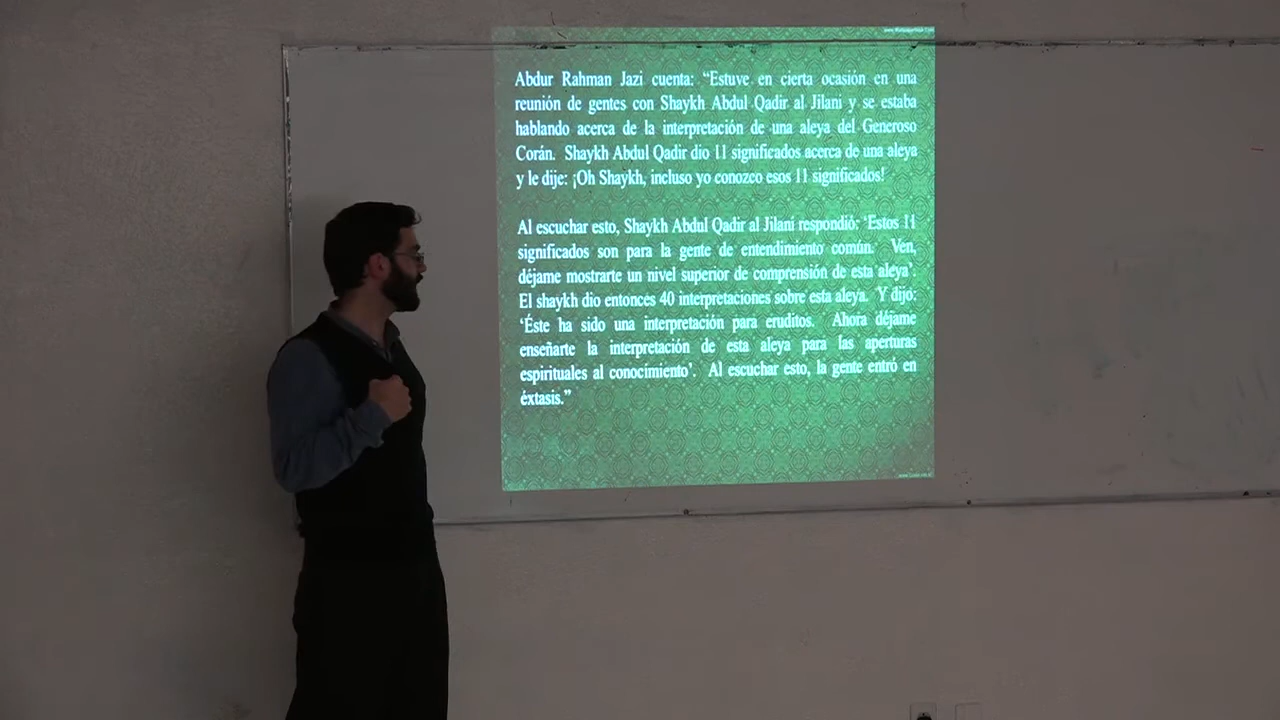 Abdur Rahman Jazi cuenta: “Estuve en cierta ocasión en una
reunión de gentes con Shaykh Abdul Qadir al Jilani y se estaba
hablando acerca de la interpretación de una aleya del Generoso
Corán. Shaykh Abdul Qadir dio 11 significados acerca de una aleya
y le dije: ¡Oh Shaykh, incluso yo conozco esos 11 significados!
Al escuchar esto, Shaykh Abdul Qadir al Jilani respondió: ‘Estos 11
significados son para la gente de entendimiento común. Ven,
déjame mostrarte un nivel superior de comprensión de esta aleya’.
El shaykh dio entonces 40 interpretaciones sobre esta aleya. Y dijo:
‘Éste ha sido una interpretación para eruditos. Ahora déjame
enseñarte la interpretación de esta aleya para las aperturas
espirituales al conocimiento’. Al escuchar esto, la gente entró en
éxtasis.”